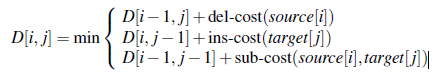 D[i−1, j]+del-cost(source[i])
D[i, j] = min { D[i, j−1]+ins-cost(target[j])
D[i−1, j−1]+sub-cost(source[i],target[j])